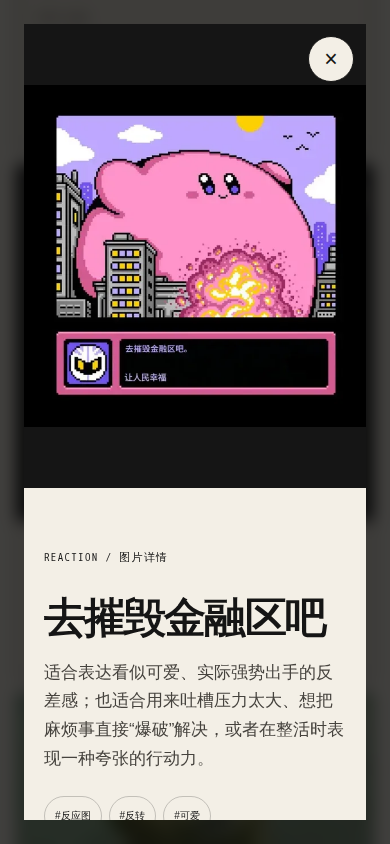 ×
去摧毁金融区吧。
让人民幸福
REACTION / 图片详情
去摧毁金融区吧
适合表达看似可爱、实际强势出手的反
差感；也适合用来吐槽压力太大、想把
麻烦事直接“爆破”解决，或者在整活时表
现一种夸张的行动力。
#反应图 #反转 #可爱